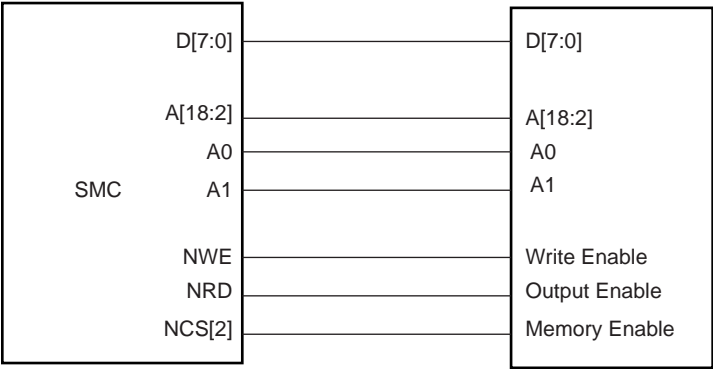 D[7:0] D[7:0]
A[18:2] A[18:2]
A0 A0
SMC A1 A1
NWE Write Enable
NRD Output Enable
NCS[2] Memory Enable